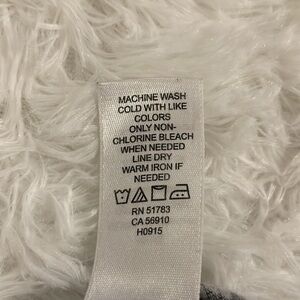 MACHINE WASH
COLD WITH LIKE
COLORS
ONLY NON-
CHLORINE BLEACH
WHEN NEEDED
LINE DRY
WARM IRON IF
NEEDED
RN 51783
CA 56910
H0915